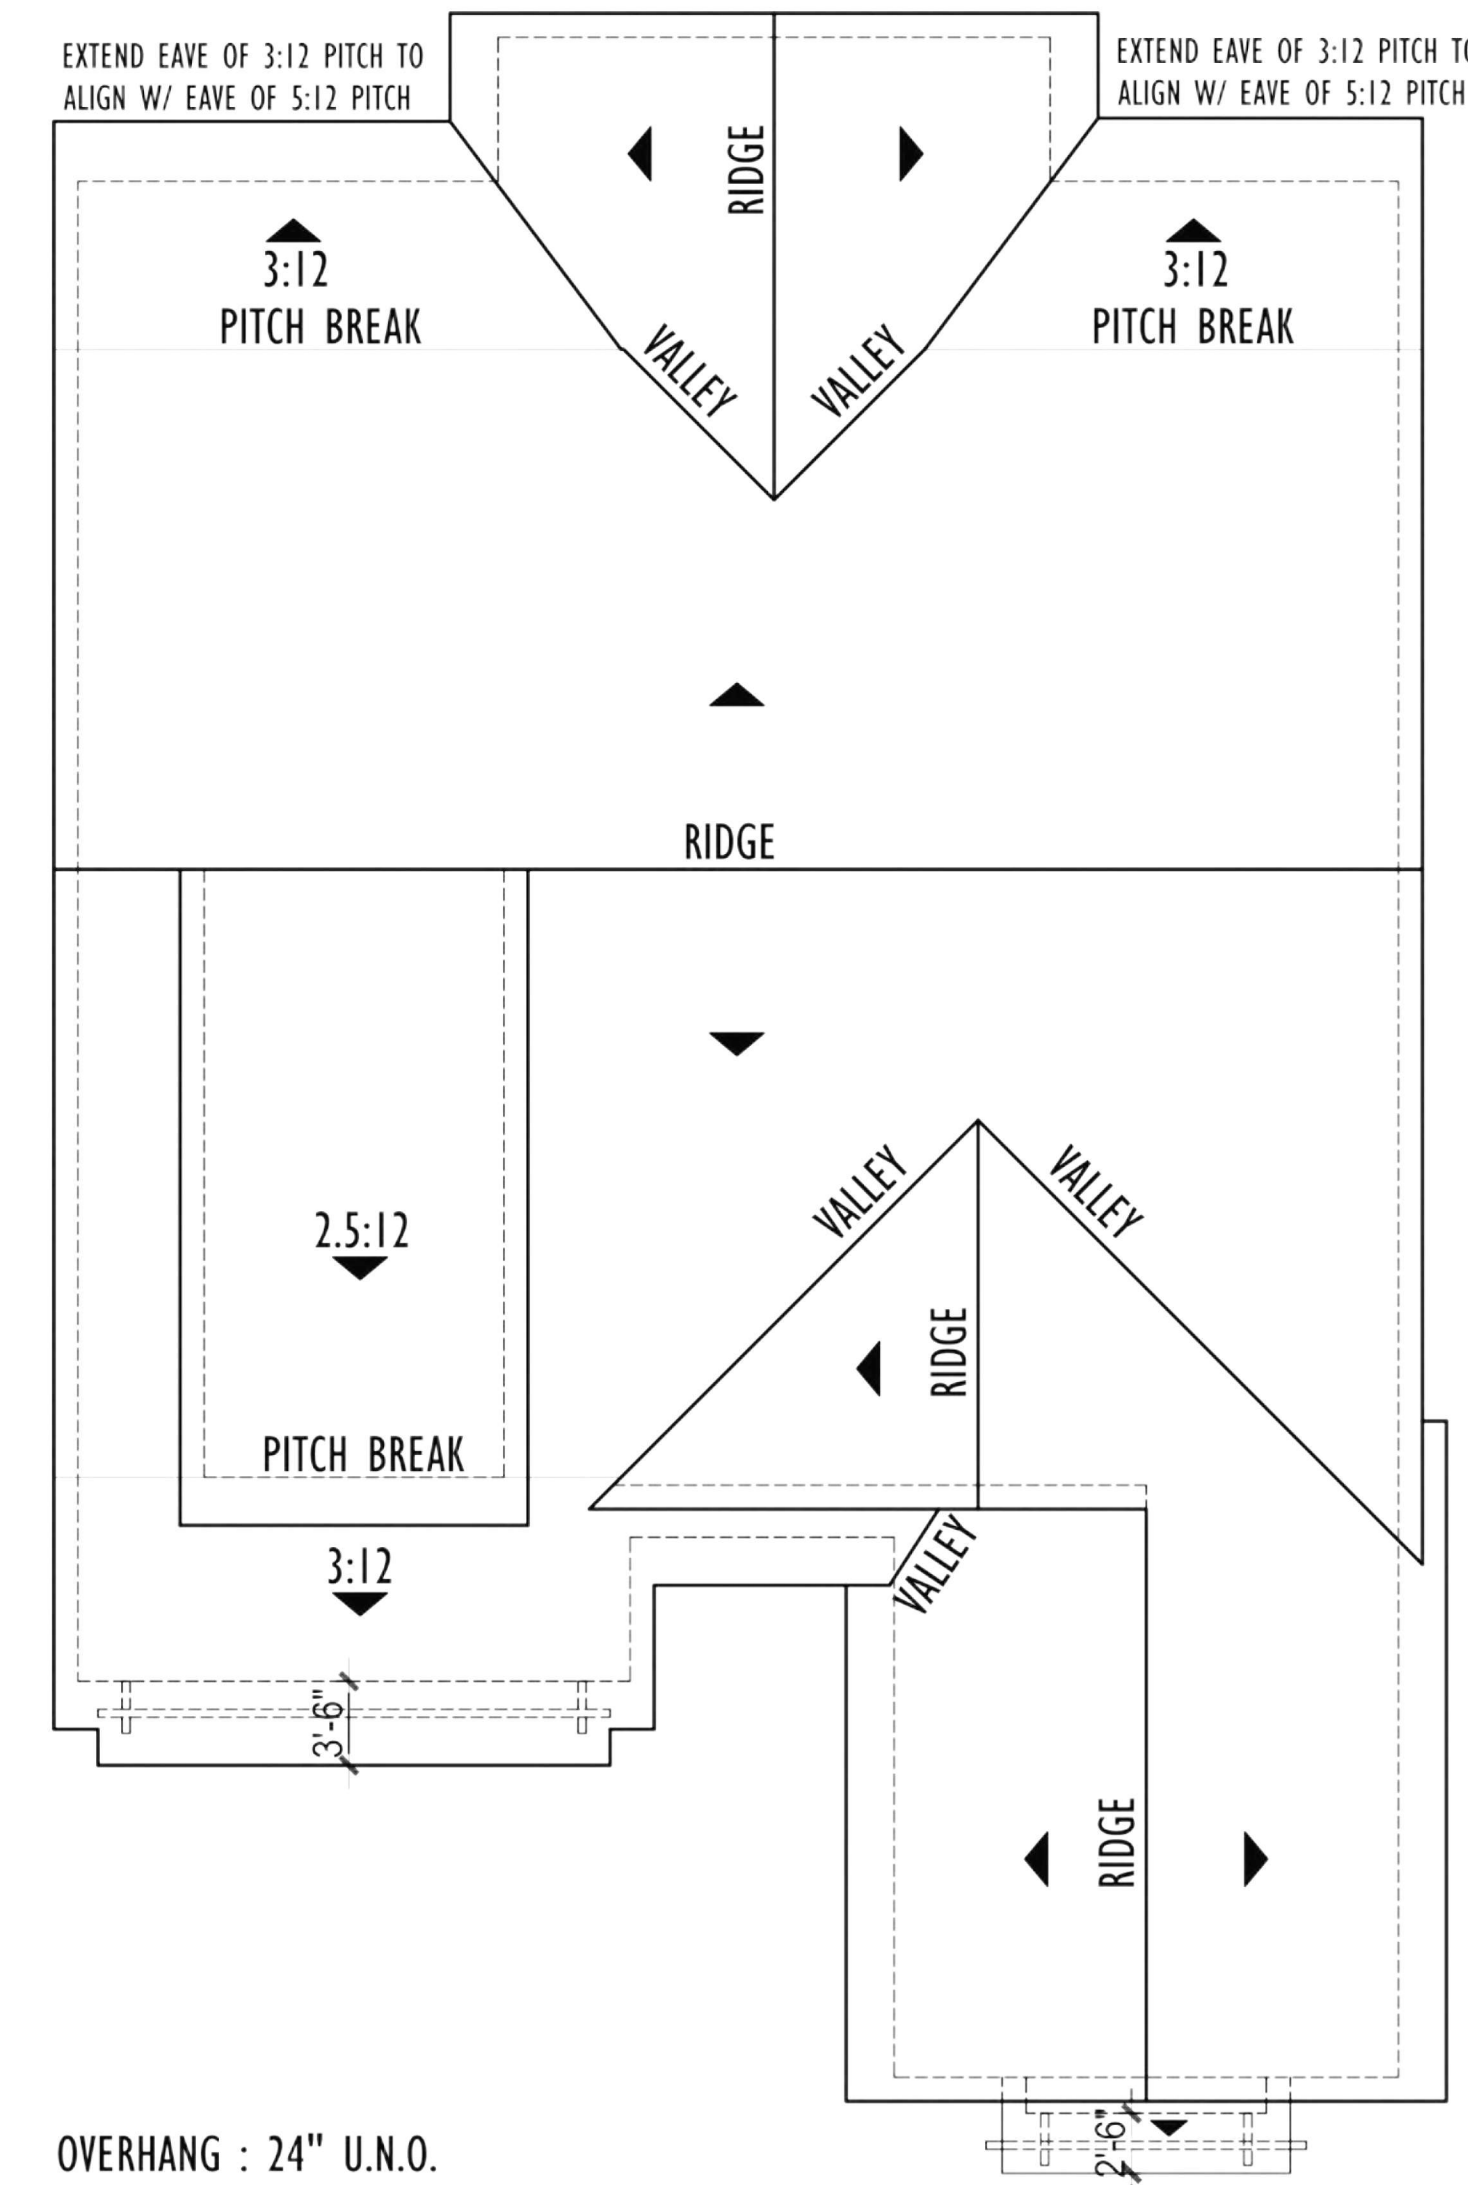 EXTEND EAVE OF 3:12 PITCH TO
ALIGN W/ EAVE OF 5:12 PITCH
EXTEND EAVE OF 3:12 PITCH TO
ALIGN W/ EAVE OF 5:12 PITCH
RIDGE
3:12
PITCH BREAK
3:12
PITCH BREAK
VALLEY
VALLEY
RIDGE
VALLEY
VALLEY
2.5:12
RIDGE
PITCH BREAK
3:12
VALLEY
3'-6"
RIDGE
2'-6"
OVERHANG : 24" U.N.O.